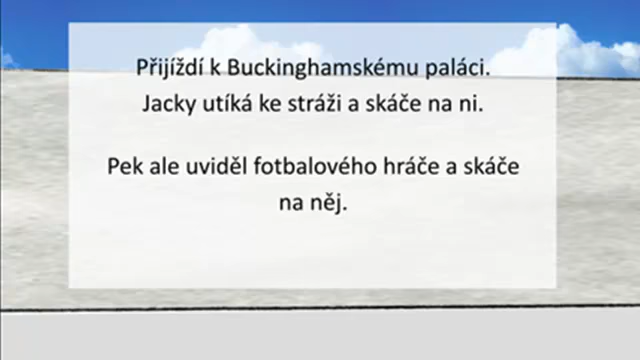 Přijíždí k Buckinghamskému paláci.
Jacky utíká ke stráži a skáče na ni.
Pek ale uviděl fotbalového hráče a skáče
na něj.